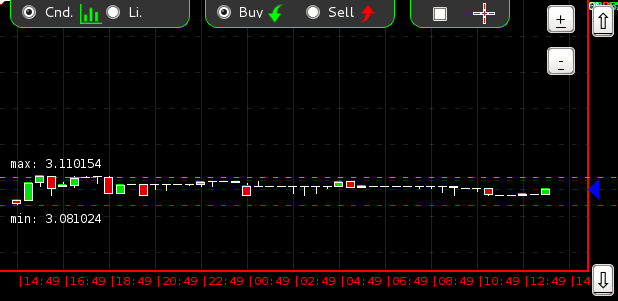 Cnd. Li. Buy Sell
+
-
max: 3.110154
min: 3.081024
|14:49 |16:49 |18:49 |20:49 |22:49 |00:49 |02:49 |04:49 |06:49 |08:49 |10:49 |12:49 |14